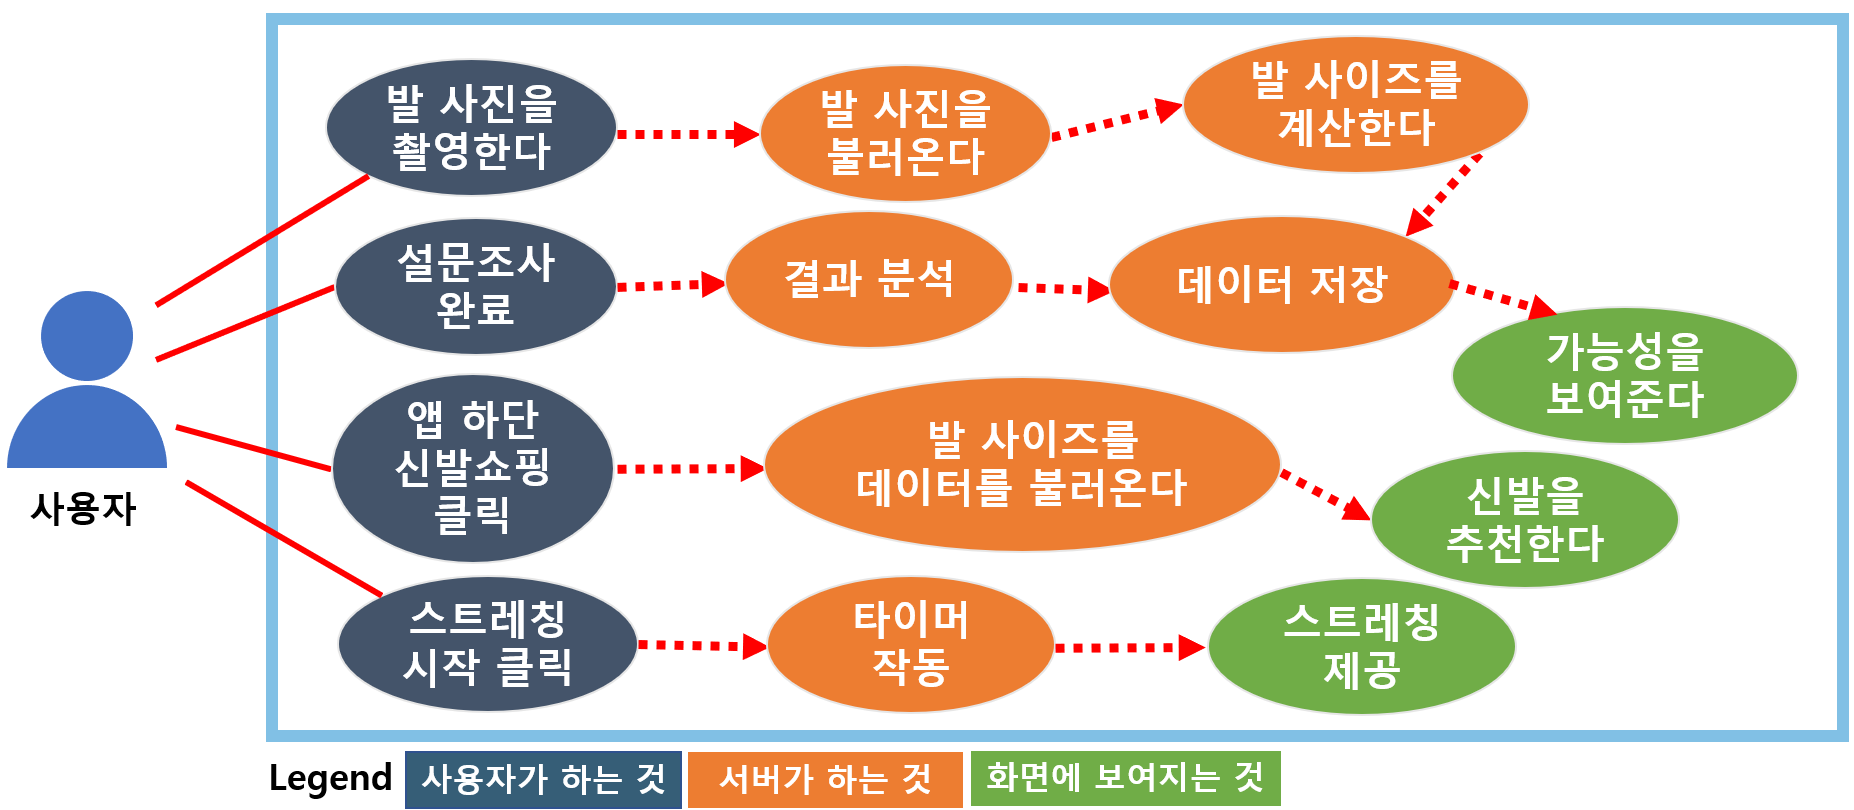 발 사진을
촬영한다
발 사진을
불러온다
발 사이즈를
계산한다
설문조사
완료
결과 분석
데이터 저장
가능성을
보여준다
앱 하단
신발쇼핑
클릭
발 사이즈를
데이터를 불러온다
신발을
추천한다
사용자
스트레칭
시작 클릭
타이머
작동
스트레칭
제공
Legend
사용자가 하는 것
서버가 하는 것
화면에 보여지는 것